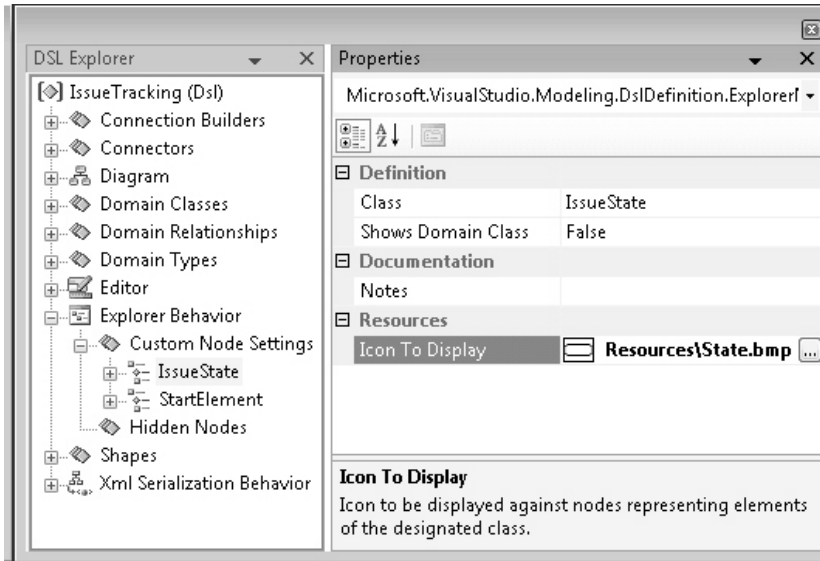 DSL Explorer
[◇] IssueTracking (Dsl)
Connection Builders
Connectors
Diagram
Domain Classes
Domain Relationships
Domain Types
Editor
Explorer Behavior
Custom Node Settings
IssueState
StartElement
Hidden Nodes
Shapes
Xml Serialization Behavior
Properties
Microsoft.VisualStudio.Modeling.DslDefinition.Explorer
Definition
Class IssueState
Shows Domain Class False
Documentation
Notes
Resources
Icon To Display Resources\State.bmp ...
Icon To Display
Icon to be displayed against nodes representing elements
of the designated class.